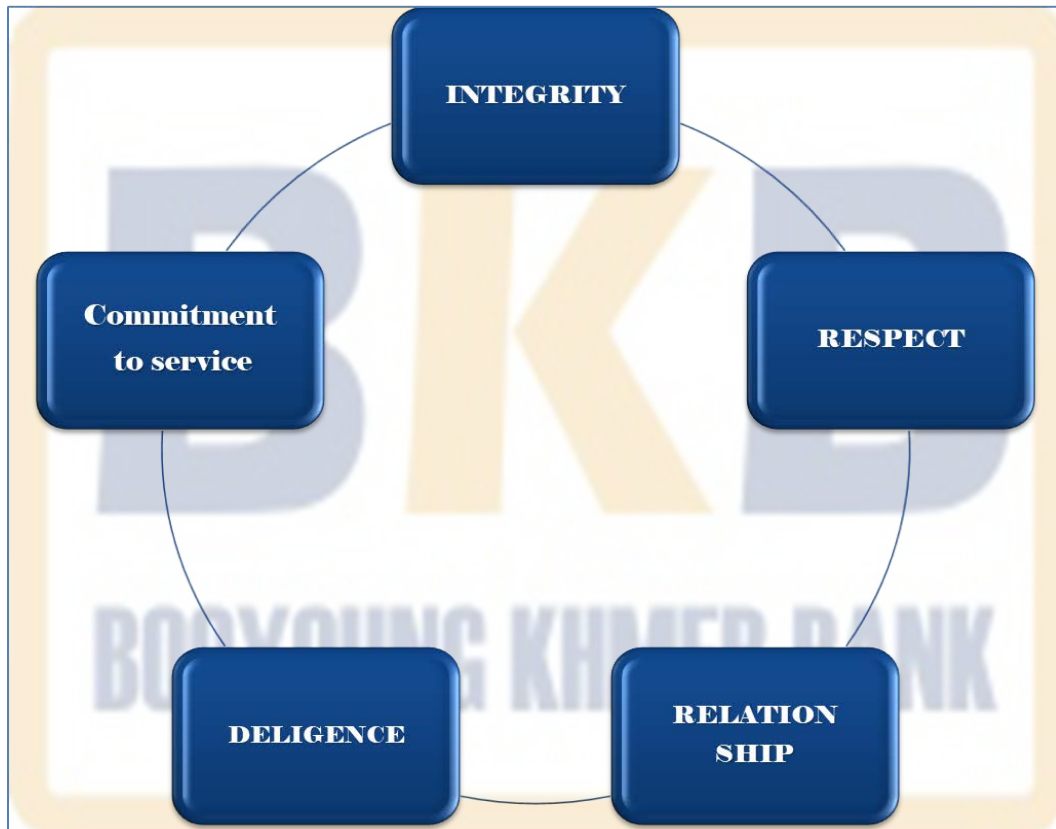 INTEGRITY
RESPECT
RELATION
SHIP
DELIGENCE
Commitment
to service
BKB
BOOYOUNG KHMER BANK